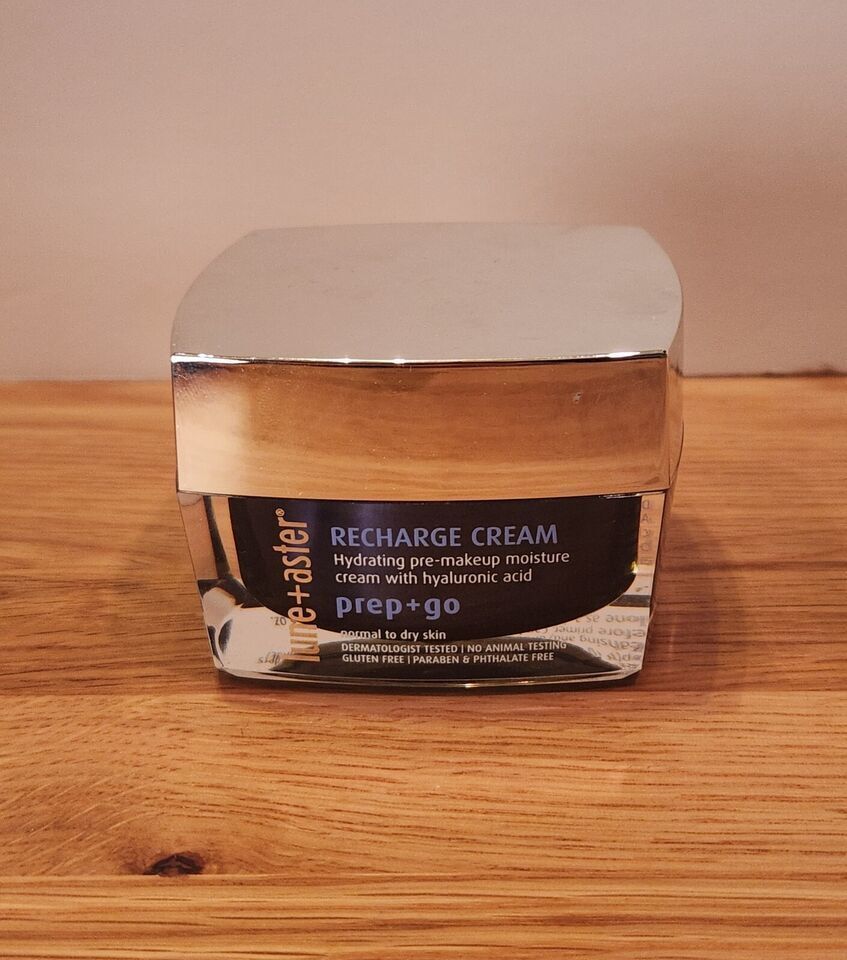 lune+aster®
RECHARGE CREAM
Hydrating pre-makeup moisture
cream with hyaluronic acid
prep+go
normal to dry skin
DERMATOLOGIST TESTED | NO ANIMAL TESTING
GLUTEN FREE | PARABEN & PHTHALATE FREE